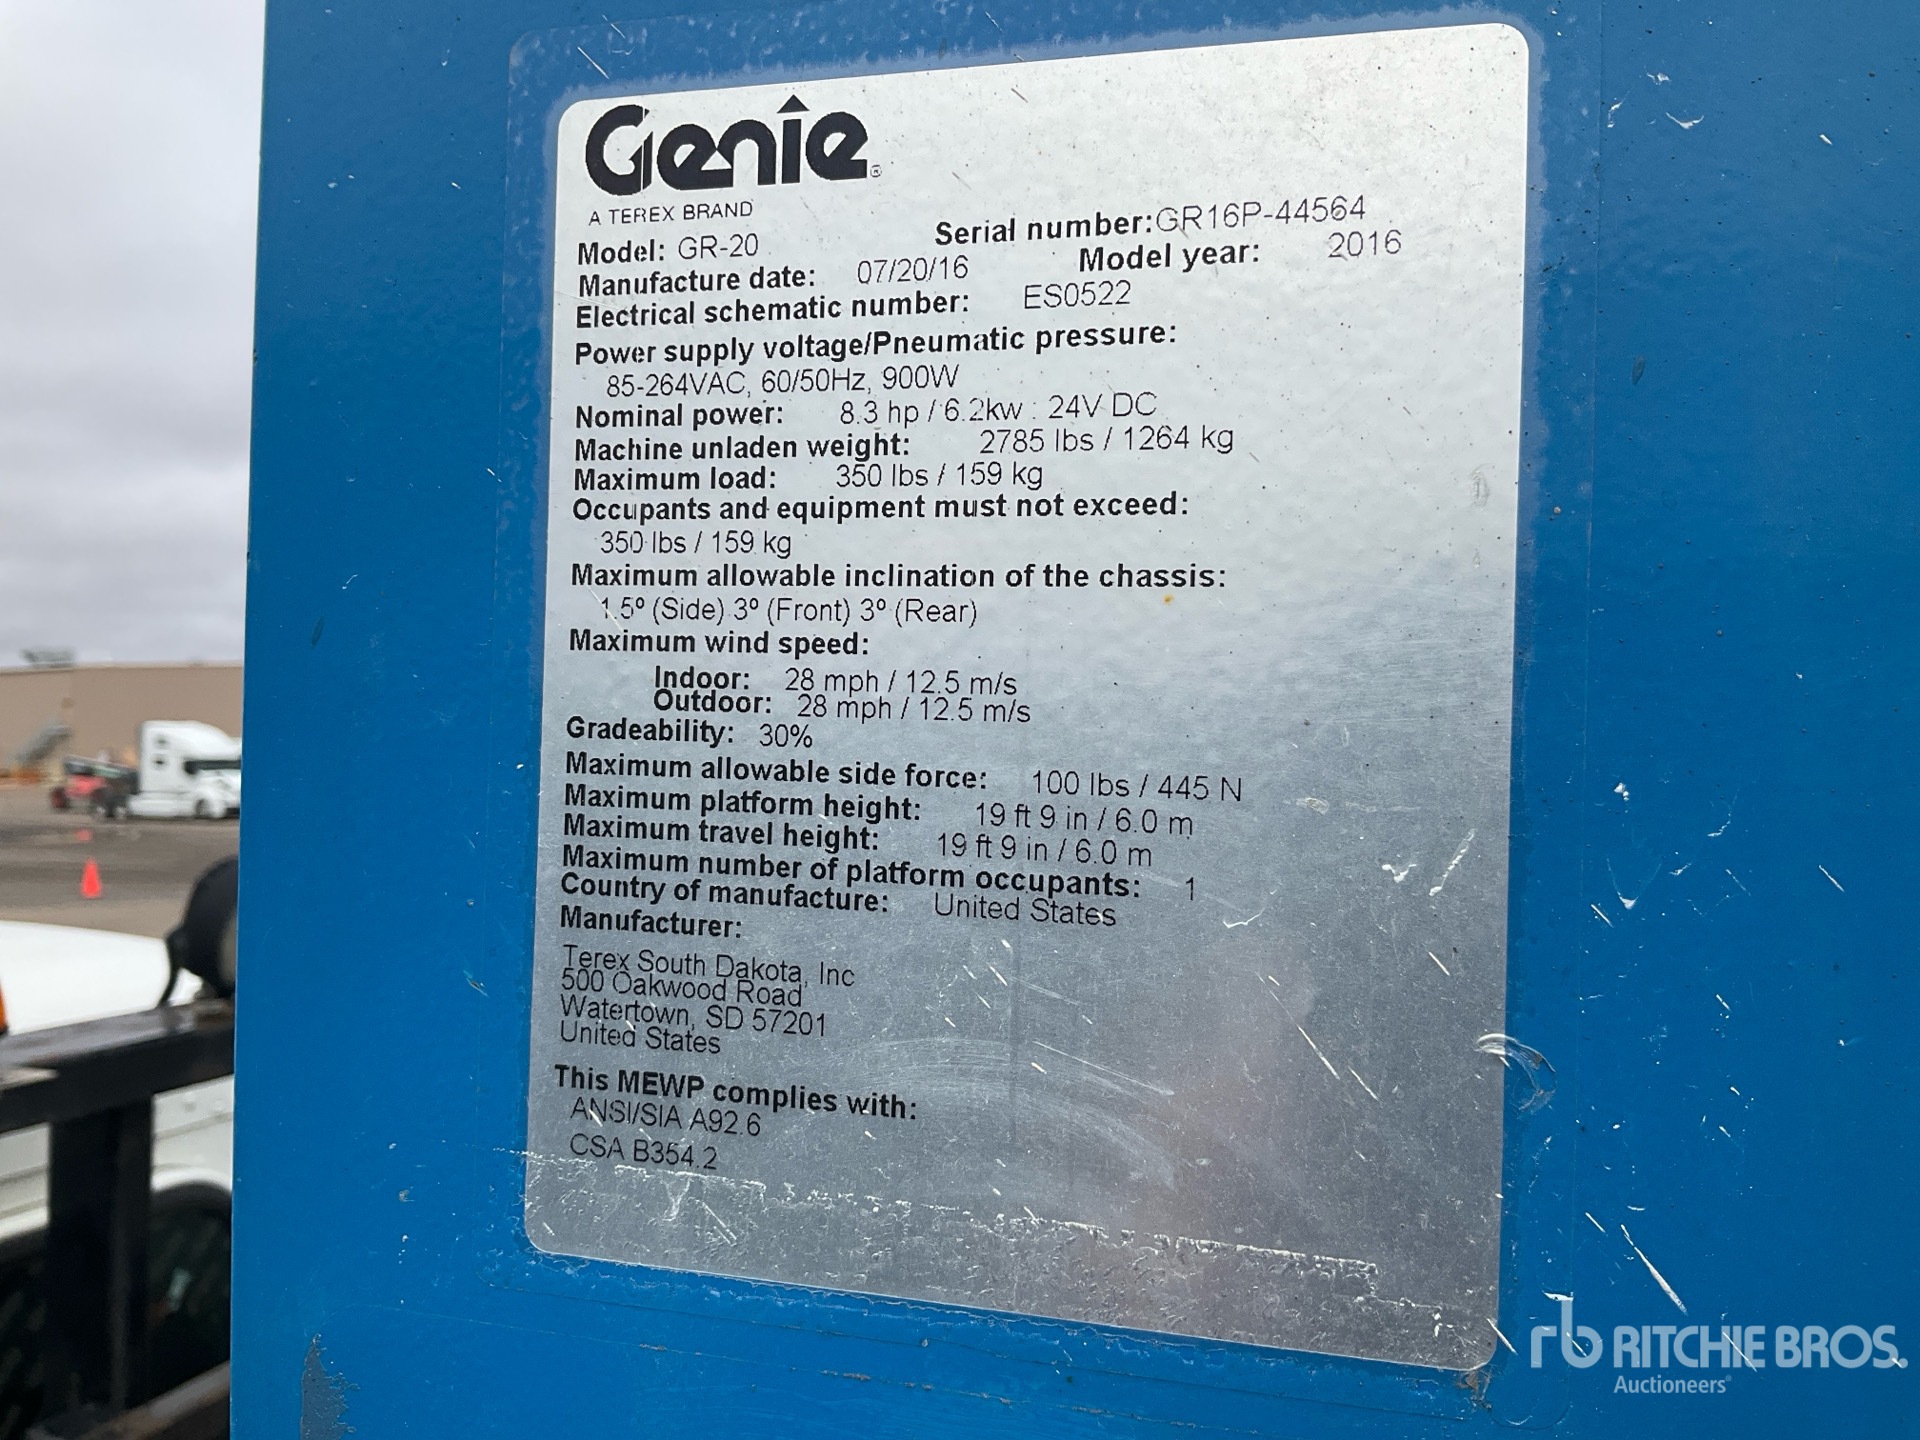 Genie®
A TEREX BRAND
Model: GR-20 Serial number:GR16P-44564
Manufacture date: 07/20/16 Model year: 2016
Electrical schematic number: ES0522
Power supply voltage/Pneumatic pressure:
85-264VAC, 60/50Hz, 900W
Nominal power: 8.3 hp / 6.2kw : 24V DC
Machine unladen weight: 2785 lbs / 1264 kg
Maximum load: 350 lbs / 159 kg
Occupants and equipment must not exceed:
350 lbs / 159 kg
Maximum allowable inclination of the chassis:
1.5º (Side) 3º (Front) 3º (Rear)
Maximum wind speed:
Indoor: 28 mph / 12.5 m/s
Outdoor: 28 mph / 12.5 m/s
Gradeability: 30%
Maximum allowable side force: 100 lbs / 445 N
Maximum platform height: 19 ft 9 in / 6.0 m
Maximum travel height: 19 ft 9 in / 6.0 m
Maximum number of platform occupants: 1
Country of manufacture: United States
Manufacturer:
Terex South Dakota, Inc
500 Oakwood Road
Watertown, SD 57201
United States
This MEWP complies with:
ANSI/SIA A92.6
CSA B354.2
rb RITCHIE BROS.
Auctioneers®